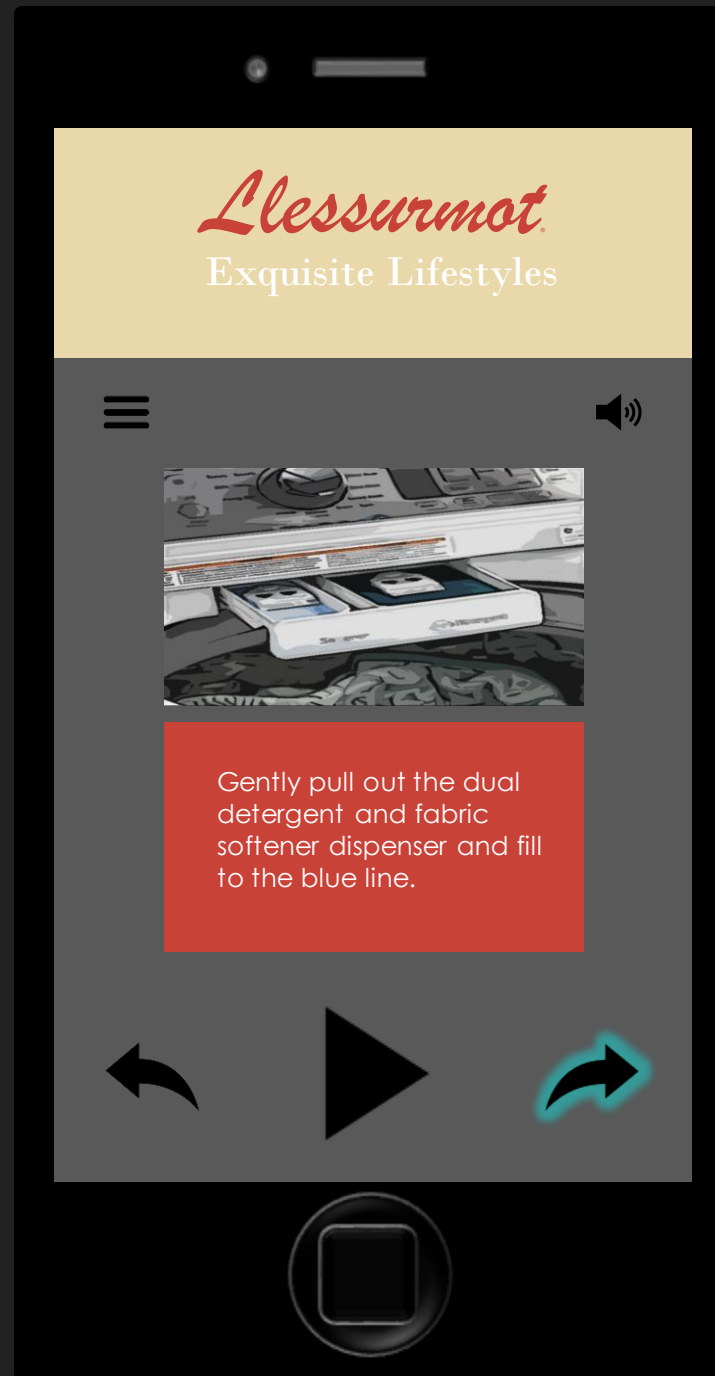 Llessurmot
Exquisite Lifestyles
Gently pull out the dual
detergent and fabric
softener dispenser and fill
to the blue line.